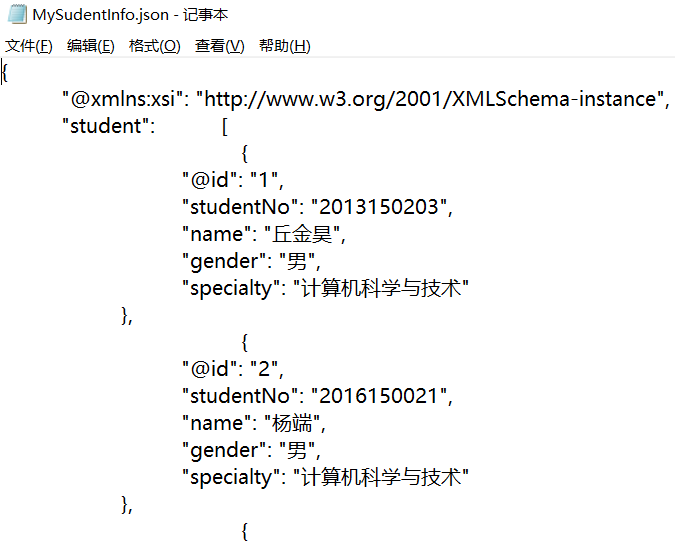 MySudentInfo.json - 记事本
文件(F) 编辑(E) 格式(O) 查看(V) 帮助(H)
{
"@xmlns:xsi": "http://www.w3.org/2001/XMLSchema-instance",
"student": [
{
"@id": "1",
"studentNo": "2013150203",
"name": "丘金昊",
"gender": "男",
"specialty": "计算机科学与技术"
},
{
"@id": "2",
"studentNo": "2016150021",
"name": "杨端",
"gender": "男",
"specialty": "计算机科学与技术"
},
{